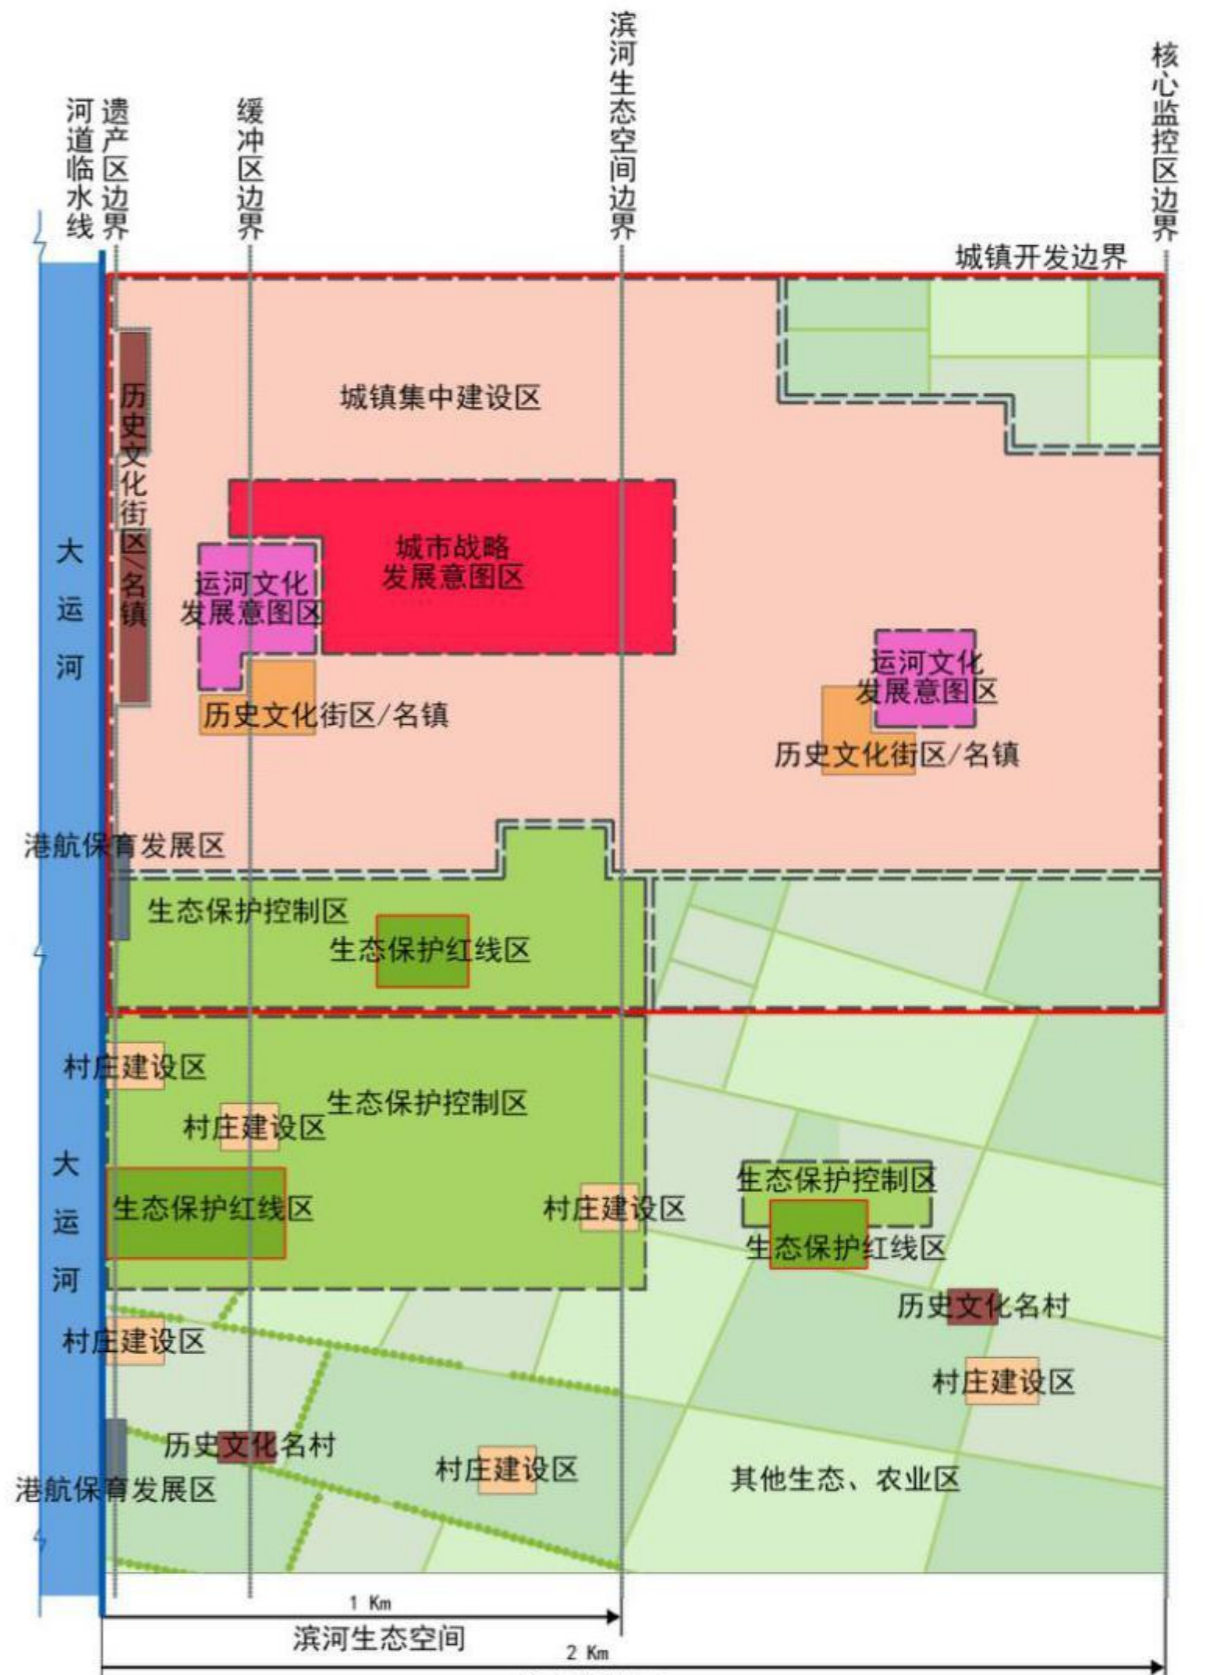 河道临水线
遗产区边界
缓冲区边界
滨河生态空间边界
核心监控区边界
城镇开发边界
历史文化街区/名镇
城镇集中建设区
大运河
城市战略
发展意图区
运河文化
发展意图区
历史文化街区/名镇
运河文化
发展意图区
历史文化街区/名镇
港航保育发展区
生态保护控制区
生态保护红线区
村庄建设区
村庄建设区
生态保护控制区
大运河
生态保护红线区
村庄建设区
生态保护控制区
生态保护红线区
历史文化名村
村庄建设区
村庄建设区
历史文化名村
村庄建设区
其他生态、农业区
港航保育发展区
1 Km
滨河生态空间
2 Km